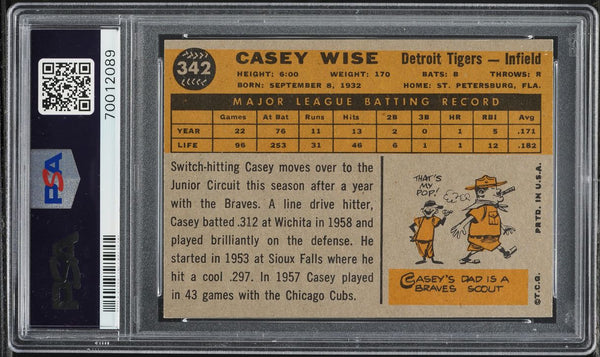 70012089
PSA
PSA
342
CASEY WISE Detroit Tigers — Infield
HEIGHT: 6:00 WEIGHT: 170 BATS: B THROWS: R
BORN: SEPTEMBER 8, 1932 HOME: ST. PETERSBURG, FLA.
MAJOR LEAGUE BATTING RECORD
Games At Bat Runs Hits 2B 3B HR RBI Avg.
YEAR 22 76 11 13 2 0 1 5 .171
LIFE 96 253 31 46 6 1 3 12 .182
Switch-hitting Casey moves over to the
Junior Circuit this season after a year
with the Braves. A line drive hitter,
Casey batted .312 at Wichita in 1958 and
played brilliantly on the defense. He
started in 1953 at Sioux Falls where he
hit a cool .297. In 1957 Casey played
in 43 games with the Chicago Cubs.
THAT'S
MY
POP!
CASEY'S DAD IS A
BRAVES SCOUT
©T.C.G. PRTD. IN U.S.A.